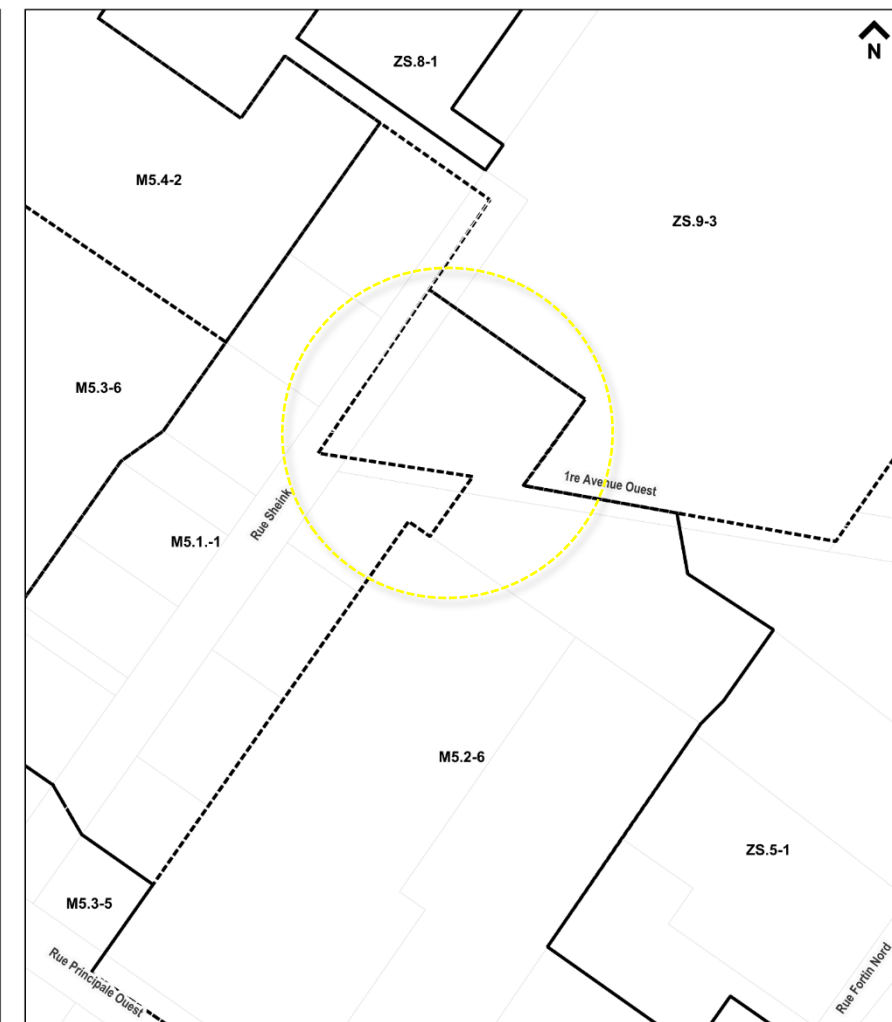 N
ZS.8-1
M5.4-2
ZS.9-3
M5.3-6
1re Avenue Ouest
Rue Sheink
M5.1.-1
M5.2-6
ZS.5-1
M5.3-5
Rue Principale Ouest
Rue Fortin Nord